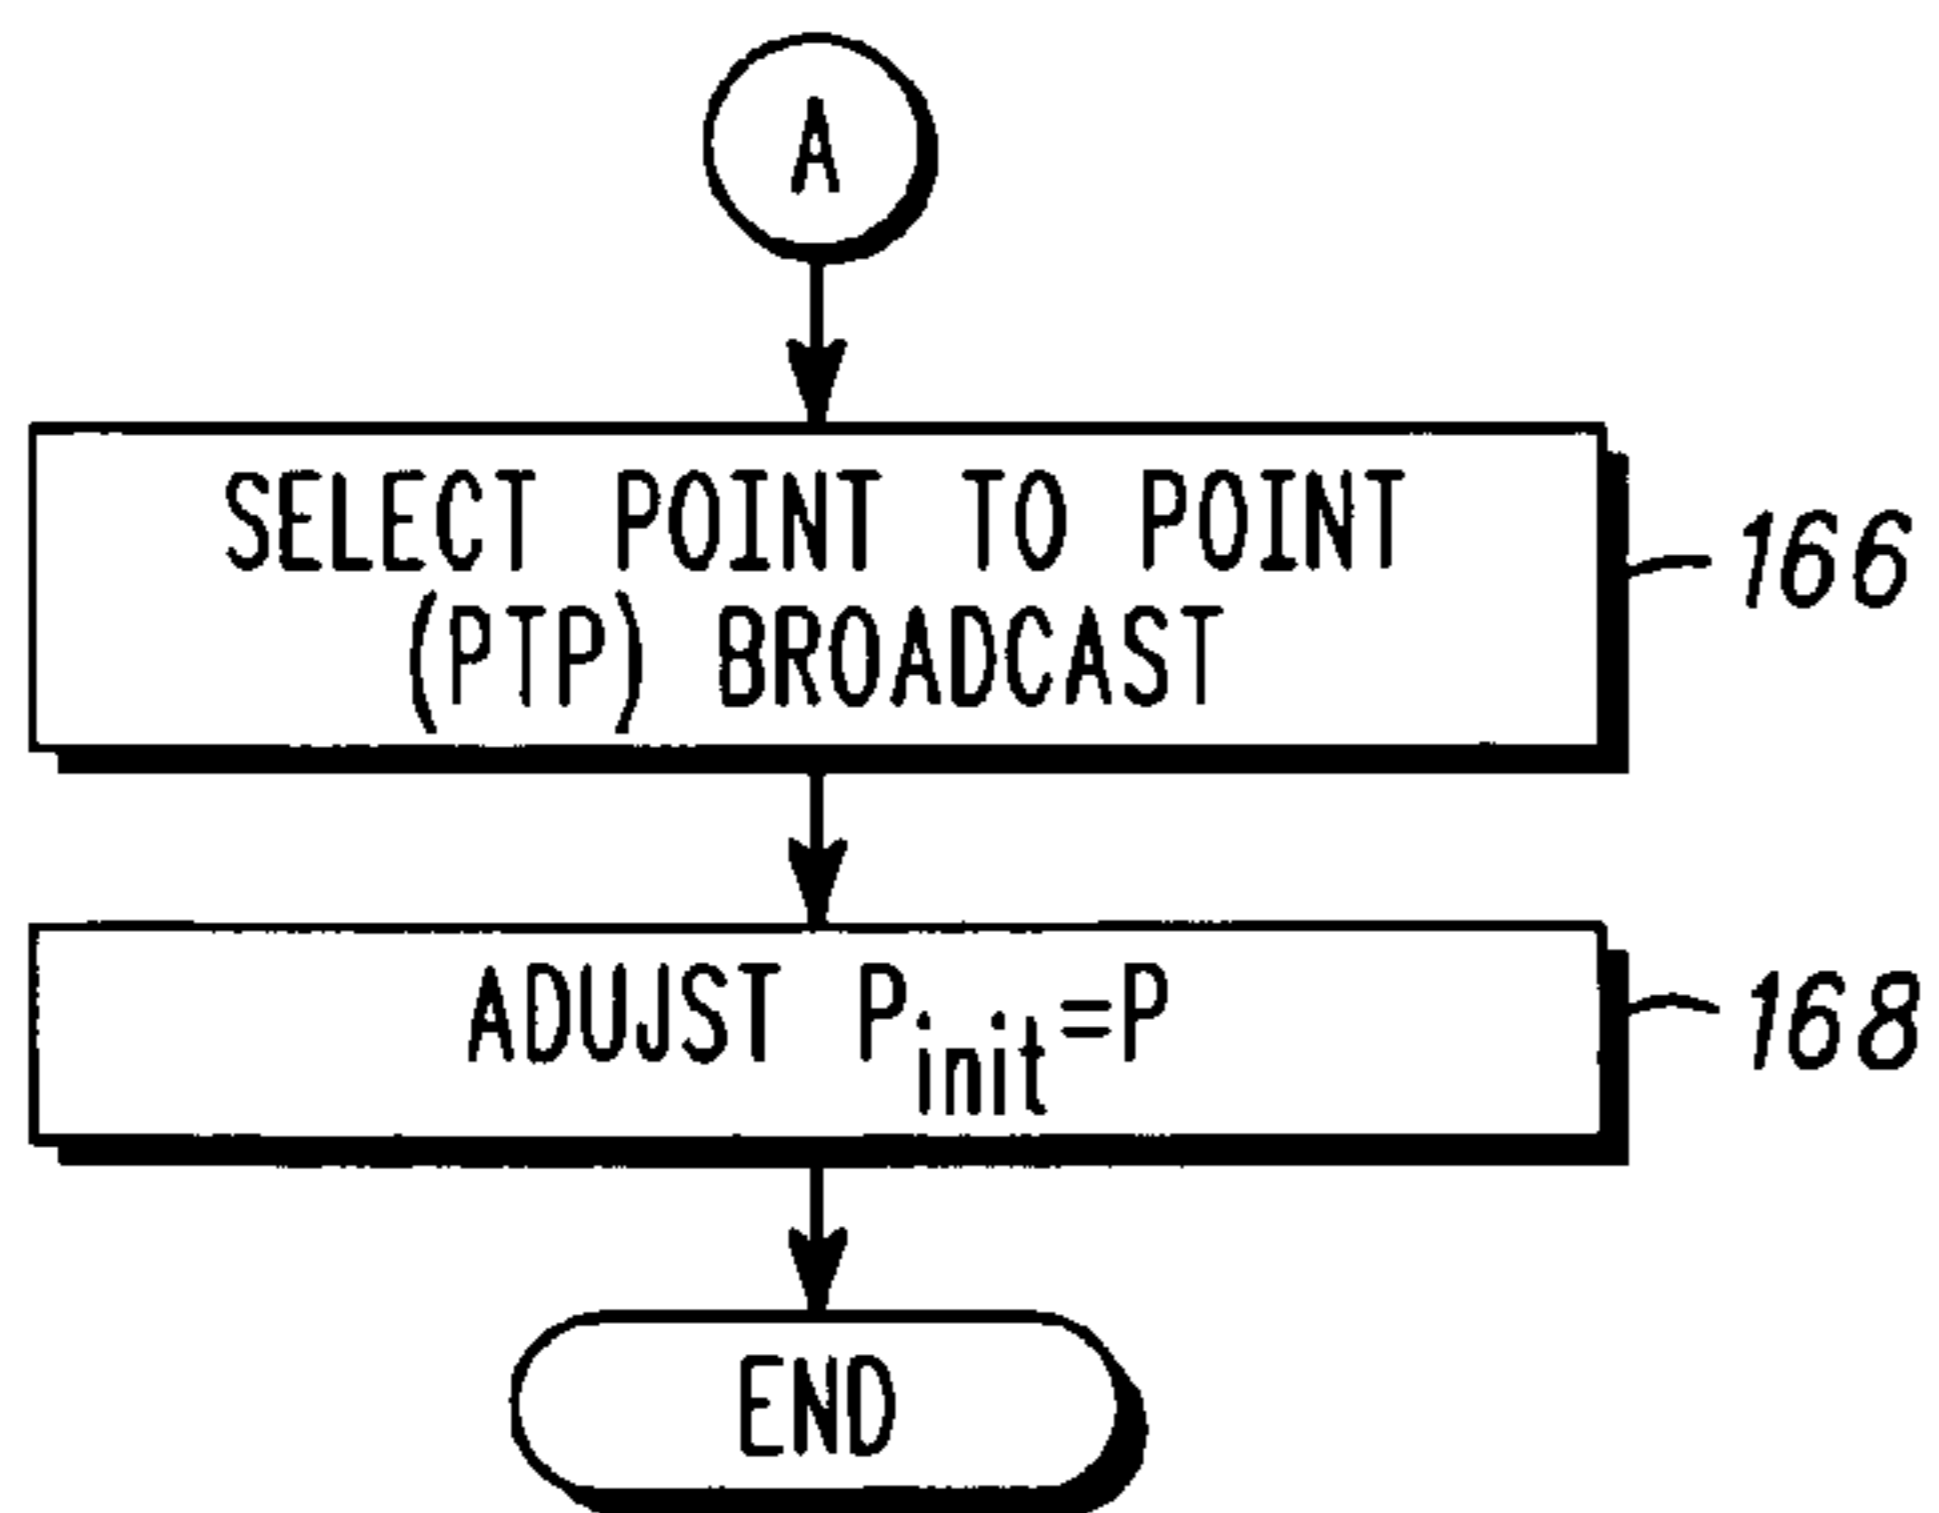 A
SELECT POINT TO POINT
(PTP) BROADCAST
166
ADUJST Pinit=P
168
END